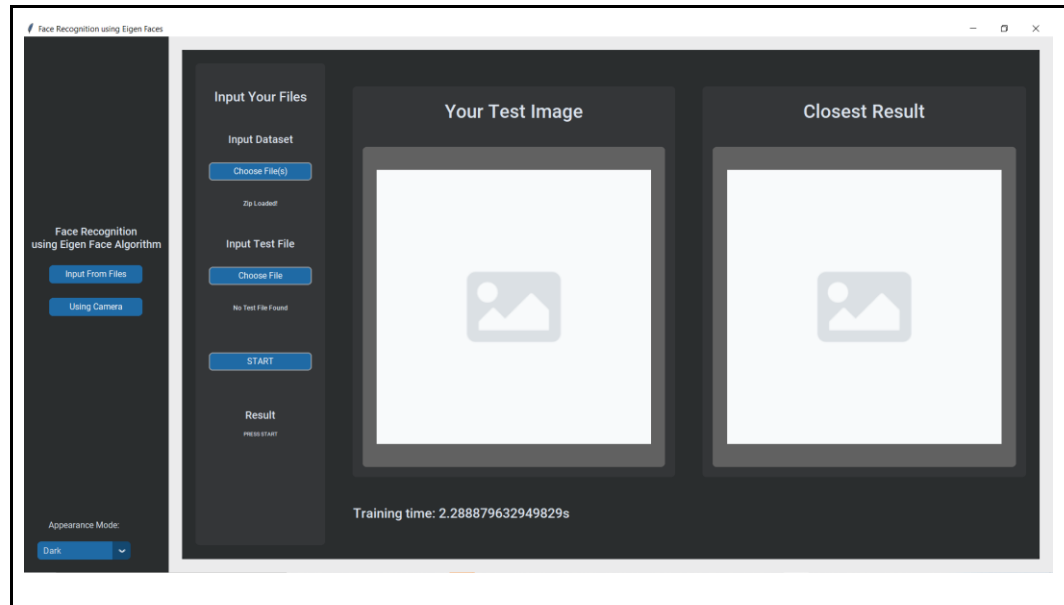 Face Recognition using Eigen Faces
Face Recognition
using Eigen Face Algorithm
Input From Files
Using Camera
Appearance Mode:
Dark
Input Your Files
Input Dataset
Choose File(s)
Zip Loaded!
Input Test File
Choose File
No Test File Found
START
Result
PRESS START
Your Test Image
Closest Result
Training time: 2.288879632949829s